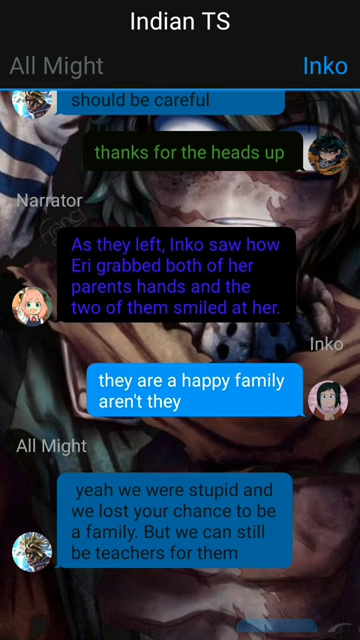 Indian TS
All Might
Inko
should be careful
thanks for the heads up
Narrator
As they left, Inko saw how
Eri grabbed both of her
parents hands and the
two of them smiled at her.
Inko
they are a happy family
aren't they
All Might
yeah we were stupid and
we lost your chance to be
a family. But we can still
be teachers for them